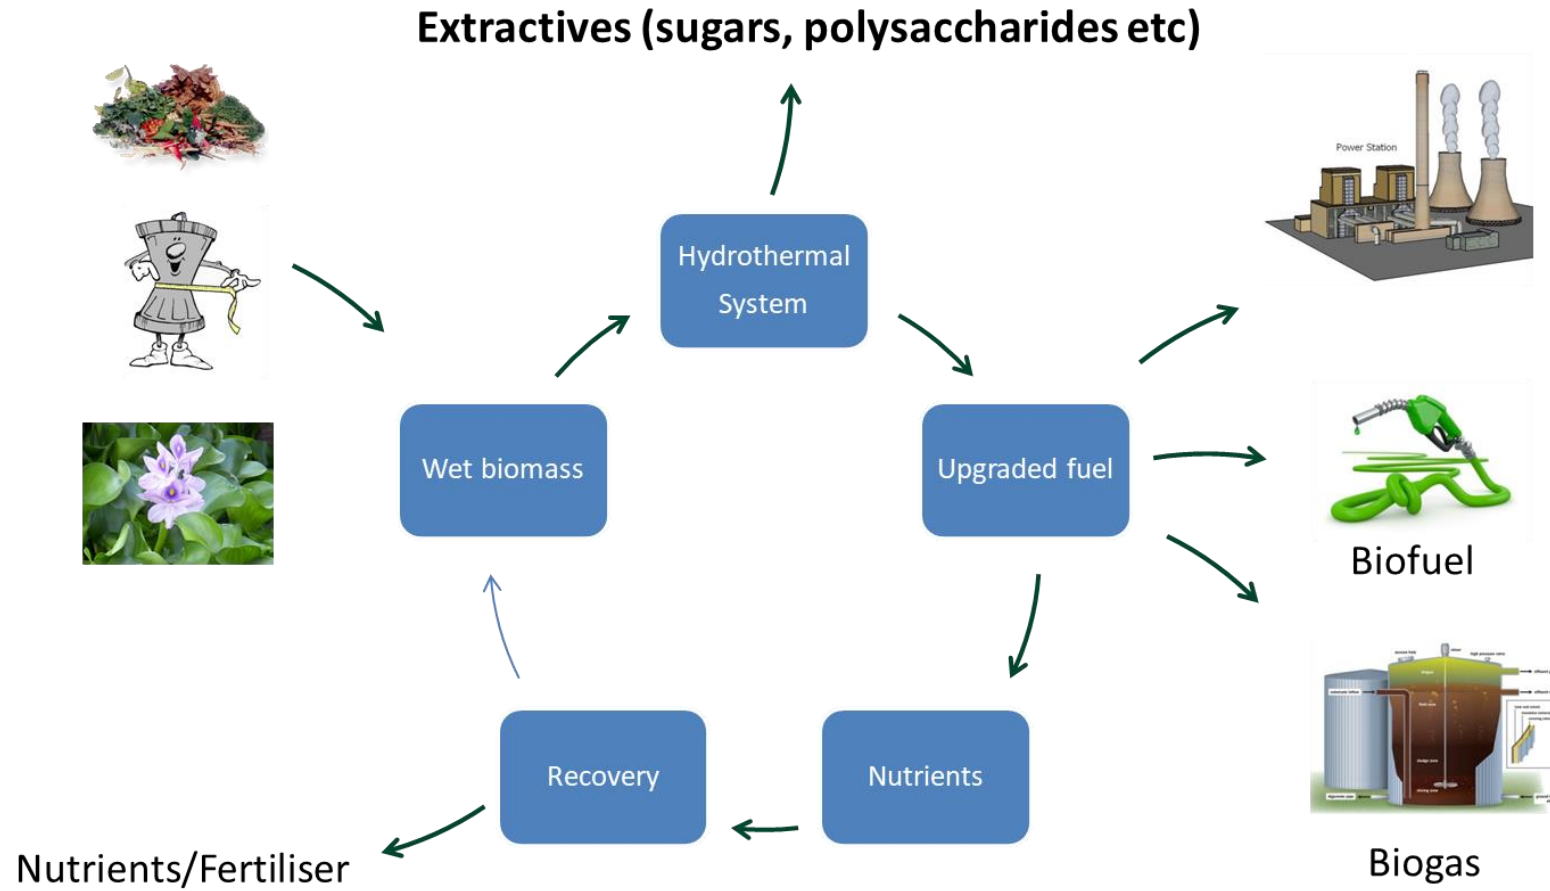 Extractives (sugars, polysaccharides etc)
Power Station
Hydrothermal
System
Wet biomass
Upgraded fuel
Biofuel
Recovery
Nutrients
Nutrients/Fertiliser
Biogas